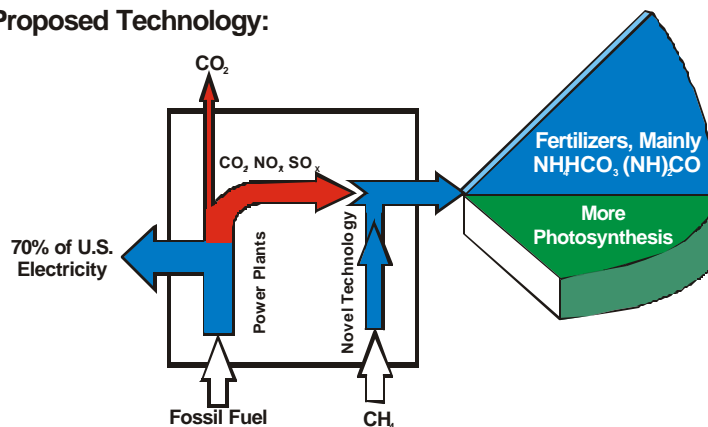 Proposed Technology:
CO₂
CO₂ NOₓ SOₓ
Fertilizers, Mainly
NH₄HCO₃ (NH)₂CO
More
Photosynthesis
70% of U.S.
Electricity
Power Plants
Novel Technology
Fossil Fuel
CH₄